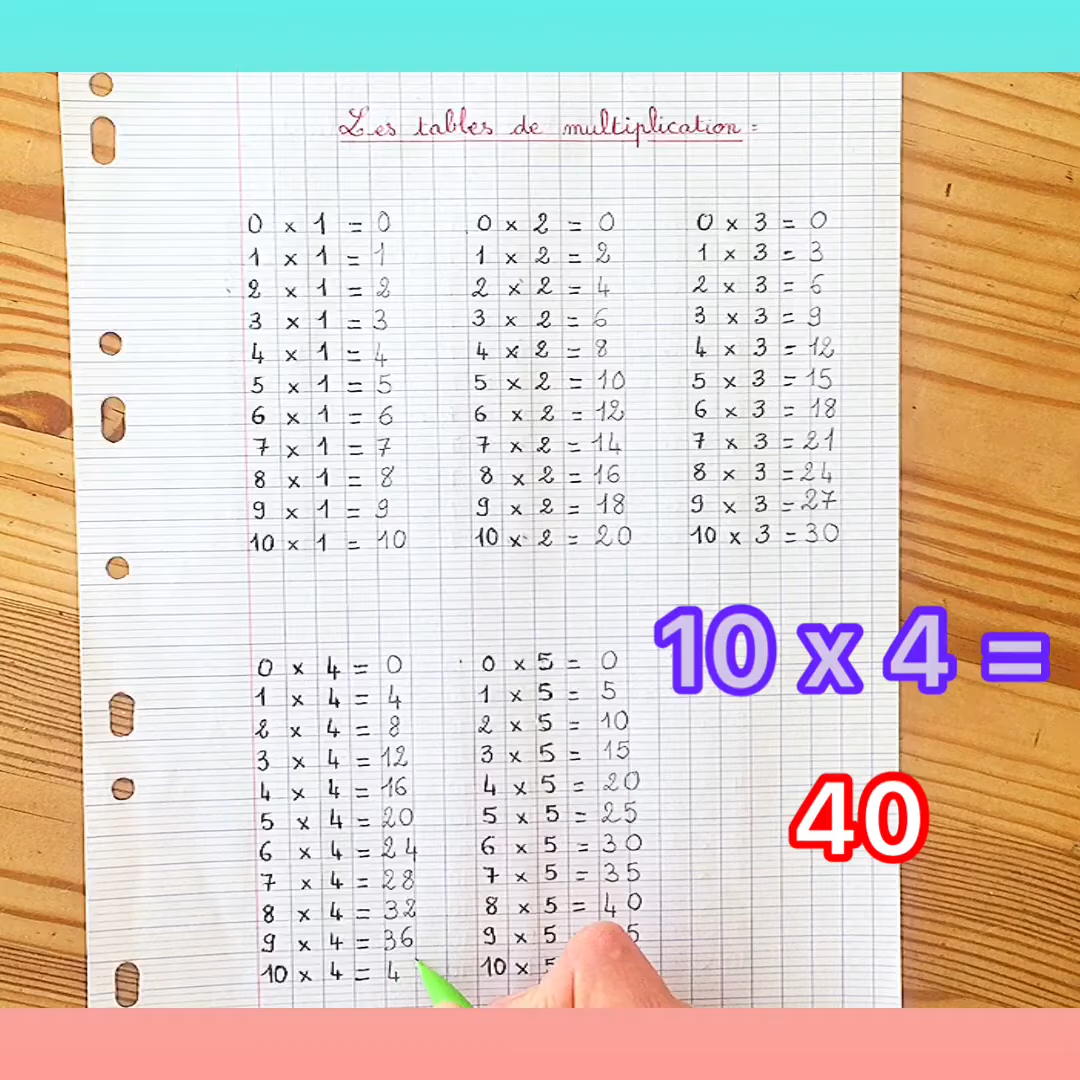 Les tables de multiplication =
0 x 1 = 0
1 x 1 = 1
2 x 1 = 2
3 x 1 = 3
4 x 1 = 4
5 x 1 = 5
6 x 1 = 6
7 x 1 = 7
8 x 1 = 8
9 x 1 = 9
10 x 1 = 10
0 x 2 = 0
1 x 2 = 2
2 x 2 = 4
3 x 2 = 6
4 x 2 = 8
5 x 2 = 10
6 x 2 = 12
7 x 2 = 14
8 x 2 = 16
9 x 2 = 18
10 x 2 = 20
0 x 3 = 0
1 x 3 = 3
2 x 3 = 6
3 x 3 = 9
4 x 3 = 12
5 x 3 = 15
6 x 3 = 18
7 x 3 = 21
8 x 3 = 24
9 x 3 = 27
10 x 3 = 30
0 x 4 = 0
1 x 4 = 4
2 x 4 = 8
3 x 4 = 12
4 x 4 = 16
5 x 4 = 20
6 x 4 = 24
7 x 4 = 28
8 x 4 = 32
9 x 4 = 36
10 x 4 = 4
0 x 5 = 0
1 x 5 = 5
2 x 5 = 10
3 x 5 = 15
4 x 5 = 20
5 x 5 = 25
6 x 5 = 30
7 x 5 = 35
8 x 5 = 40
9 x 5 = 5
10 x 5
10 x 4 =
40